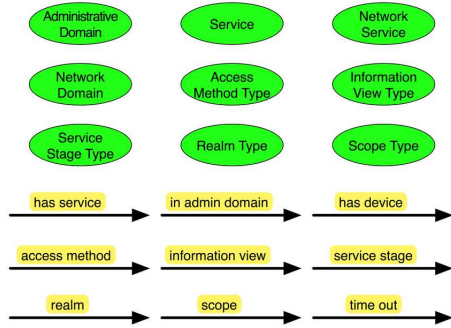 Administrative
Domain
Service
Network
Service
Network
Domain
Access
Method Type
Information
View Type
Service
Stage Type
Realm Type
Scope Type
has service
in admin domain
has device
access method
information view
service stage
realm
scope
time out